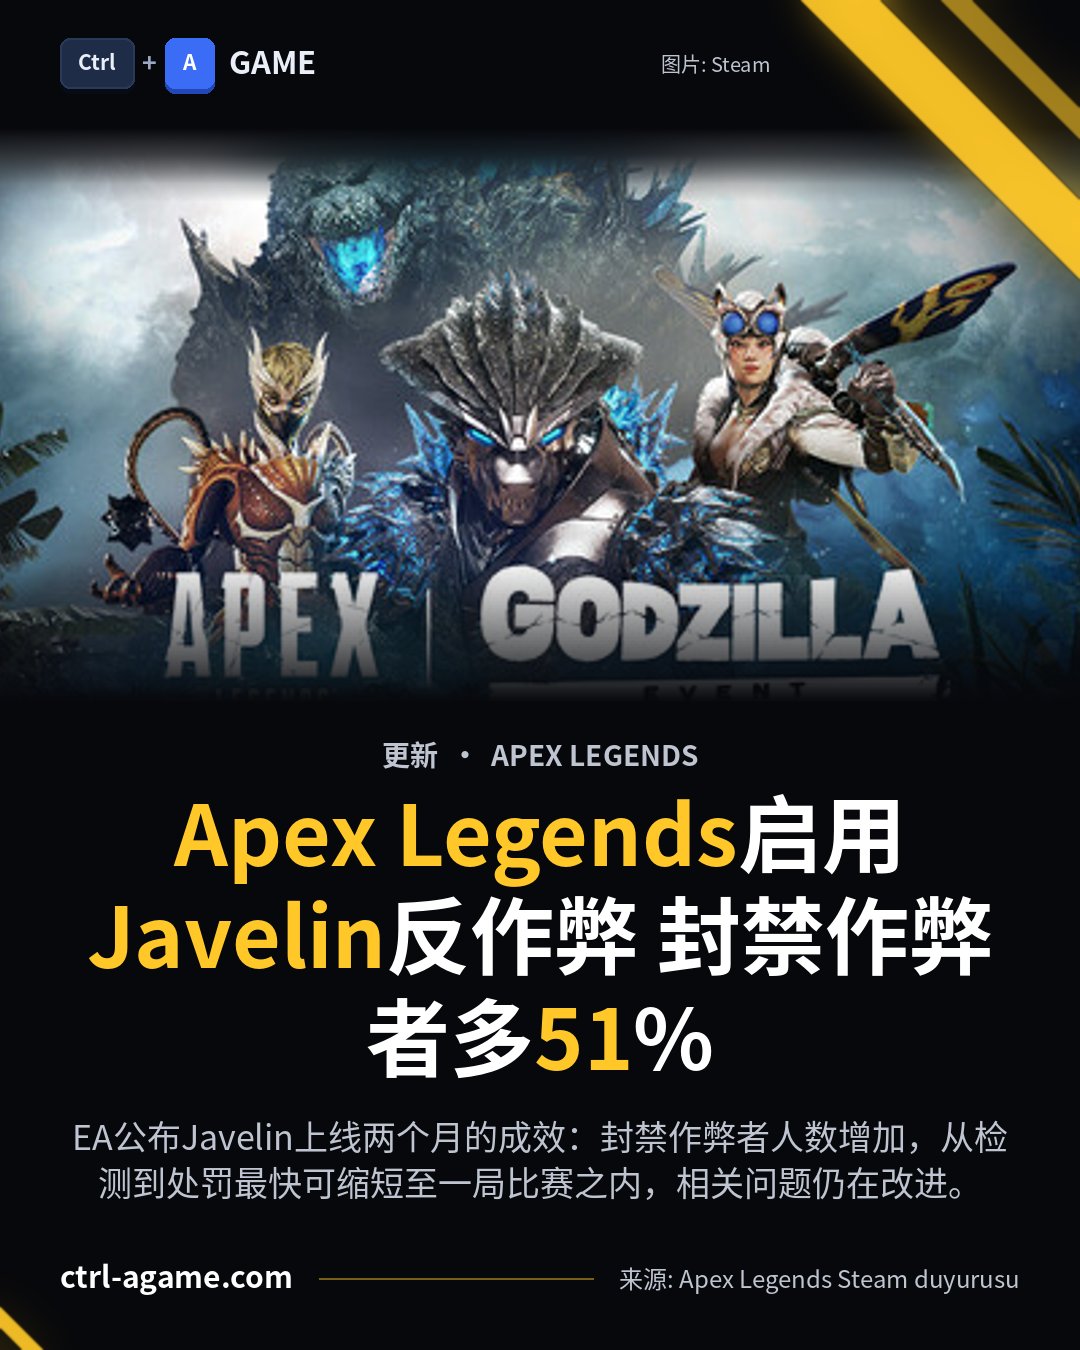 Ctrl + A GAME
图片: Steam
APEX GODZILLA
LEGENDS EVENT
更新 · APEX LEGENDS
Apex Legends启用
Javelin反作弊 封禁作弊
者多51%
EA公布Javelin上线两个月的成效：封禁作弊者人数增加，从检
测到处罚最快可缩短至一局比赛之内，相关问题仍在改进。
ctrl-agame.com
来源: Apex Legends Steam duyurusu